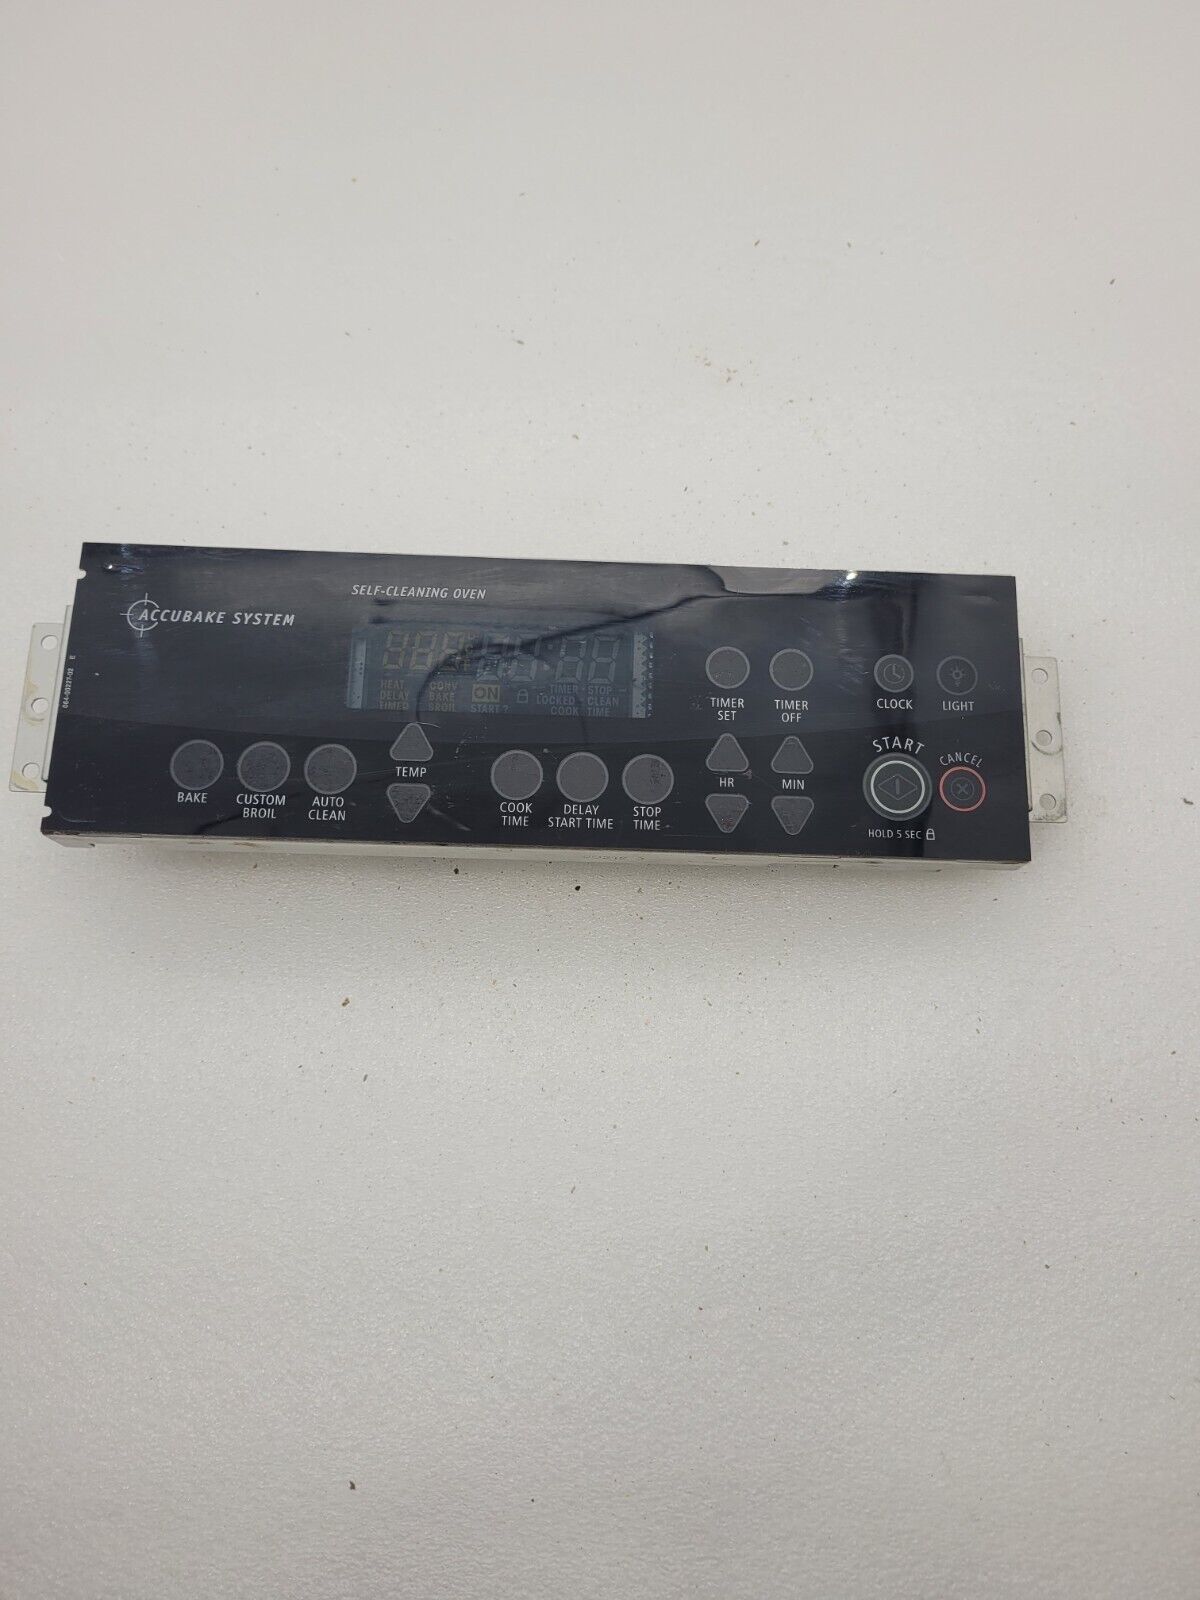 SELF-CLEANING OVEN
ACCUBAKE SYSTEM
HEAT
DELAY
TIMER
CONV
BAKE
BROIL
ON
START?
TIMER - STOP
LOCKED - CLEAN
COOK TIME
TIMER
SET
TIMER
OFF
CLOCK
LIGHT
BAKE
CUSTOM
BROIL
AUTO
CLEAN
TEMP
COOK
TIME
DELAY
START TIME
STOP
TIME
HR
MIN
START
CANCEL
HOLD 5 SEC